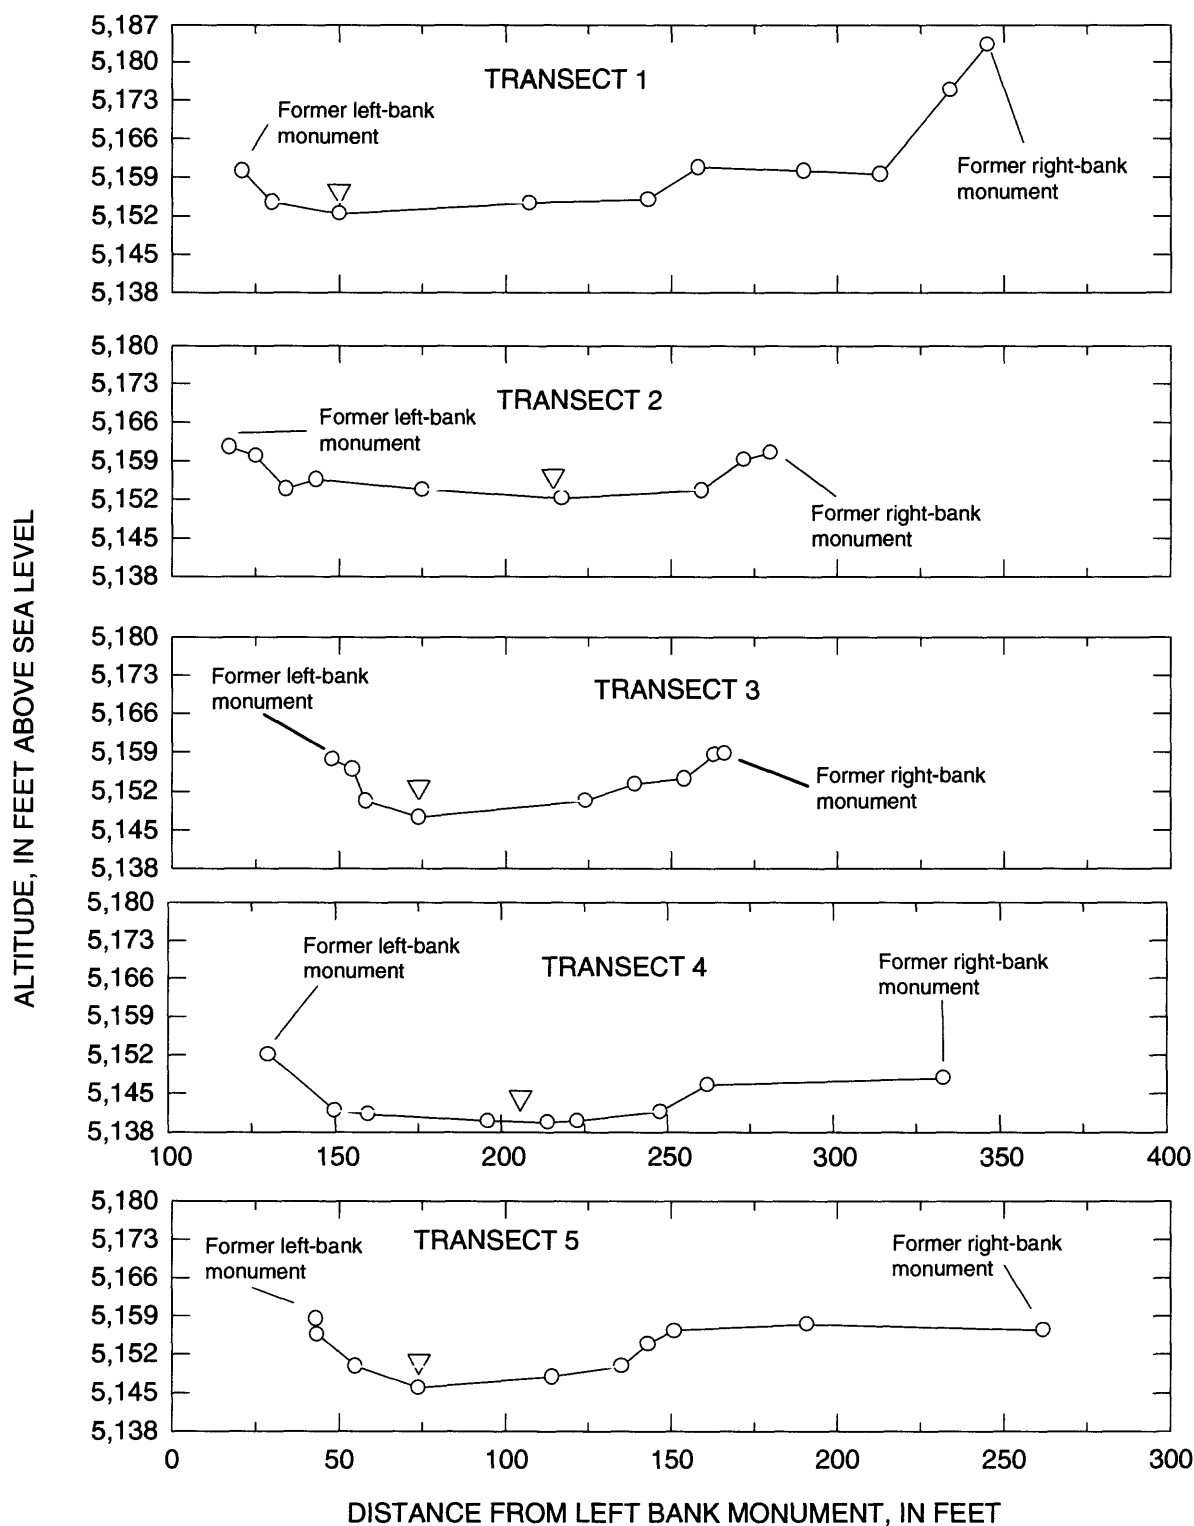 5,187
5,180
5,173
5,166
5,159
5,152
5,145
5,138
TRANSECT 1
Former left-bank
monument
Former right-bank
monument
5,180
5,173
5,166
5,159
5,152
5,145
5,138
TRANSECT 2
Former left-bank
monument
Former right-bank
monument
5,180
5,173
5,166
5,159
5,152
5,145
5,138
TRANSECT 3
Former left-bank
monument
Former right-bank
monument
5,180
5,173
5,166
5,159
5,152
5,145
5,138
TRANSECT 4
Former left-bank
monument
Former right-bank
monument
100 150 200 250 300 350 400
5,180
5,173
5,166
5,159
5,152
5,145
5,138
TRANSECT 5
Former left-bank
monument
Former right-bank
monument
0 50 100 150 200 250 300
ALTITUDE, IN FEET ABOVE SEA LEVEL
DISTANCE FROM LEFT BANK MONUMENT, IN FEET